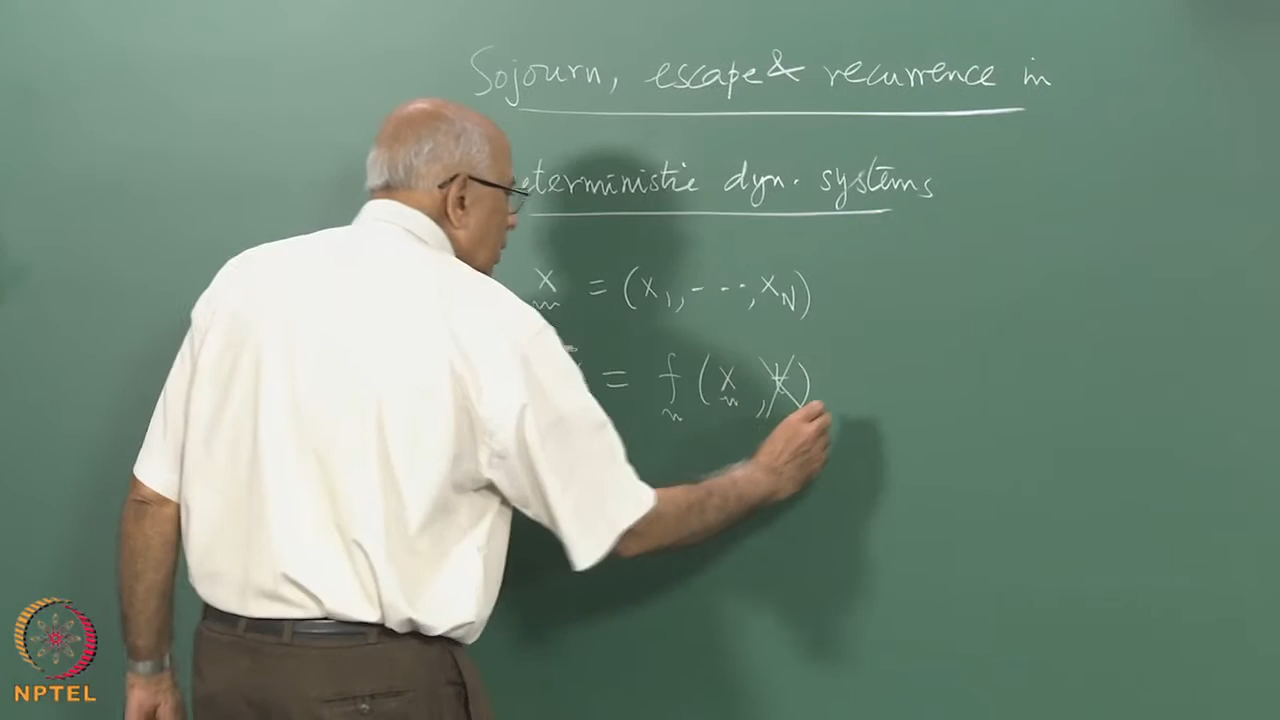 Sojourn, escape & recurrence in
eterministic dyn. systems
x = (x1, - - -, xN)
= f (x, t)
NPTEL